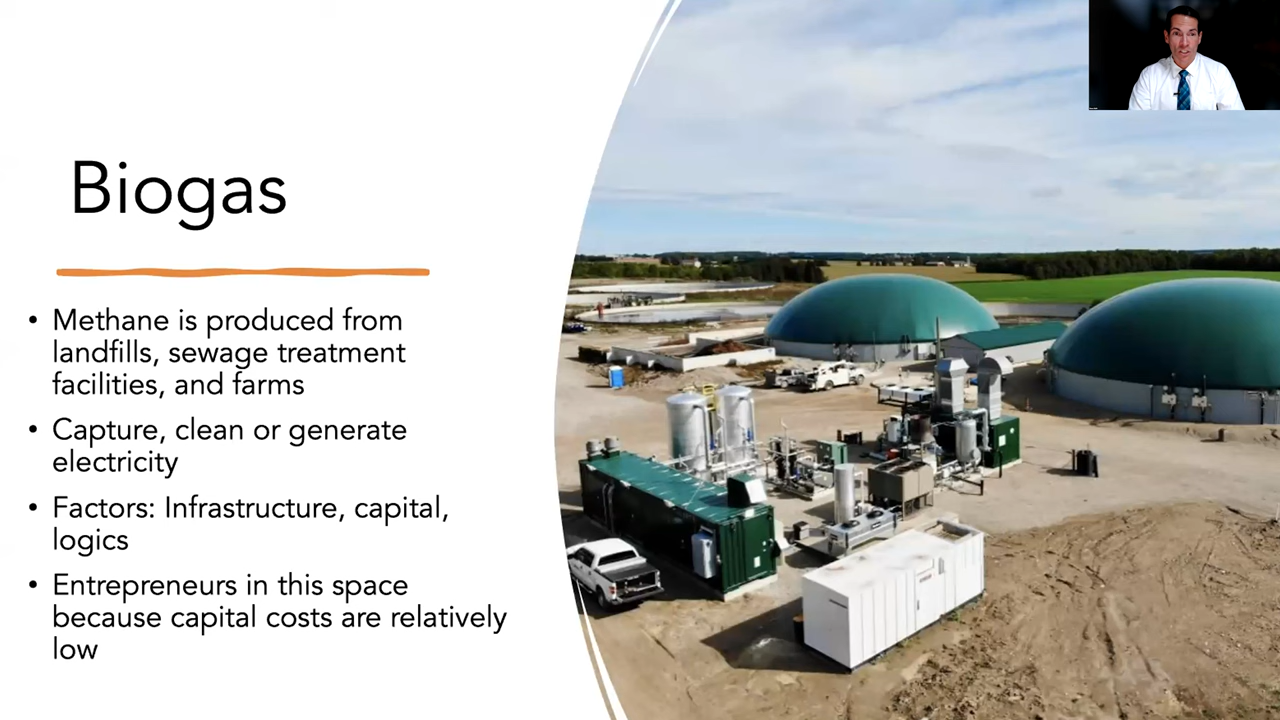 Biogas
• Methane is produced from
landfills, sewage treatment
facilities, and farms
• Capture, clean or generate
electricity
• Factors: Infrastructure, capital,
logics
• Entrepreneurs in this space
because capital costs are relatively
low